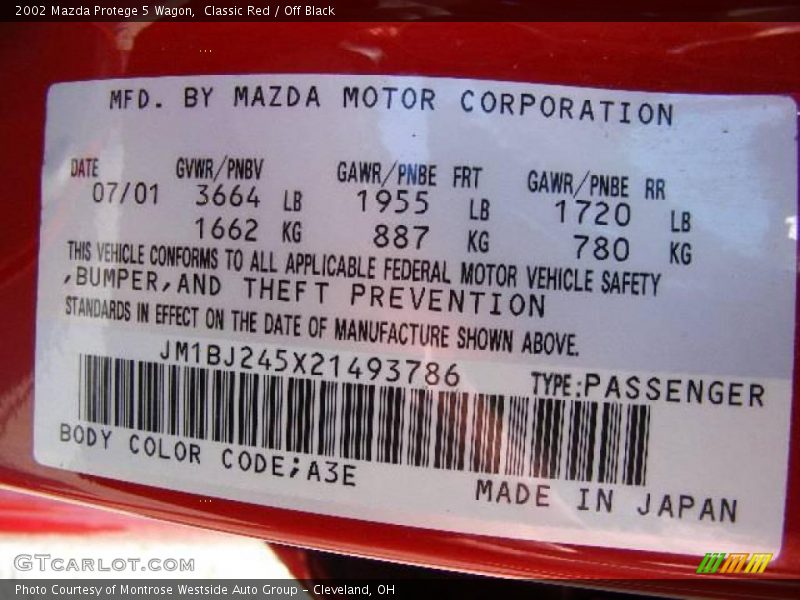 2002 Mazda Protege 5 Wagon, Classic Red / Off Black
MFD. BY MAZDA MOTOR CORPORATION
DATE GVWR/PNBV GAWR/PNBE FRT GAWR/PNBE RR
07/01 3664 LB 1955 LB 1720 LB
1662 KG 887 KG 780 KG
THIS VEHICLE CONFORMS TO ALL APPLICABLE FEDERAL MOTOR VEHICLE SAFETY
,BUMPER,AND THEFT PREVENTION
STANDARDS IN EFFECT ON THE DATE OF MANUFACTURE SHOWN ABOVE.
JM1BJ245X21493786 TYPE:PASSENGER
BODY COLOR CODE;A3E
MADE IN JAPAN
GTCARLOT.COM
Photo Courtesy of Montrose Westside Auto Group - Cleveland, OH